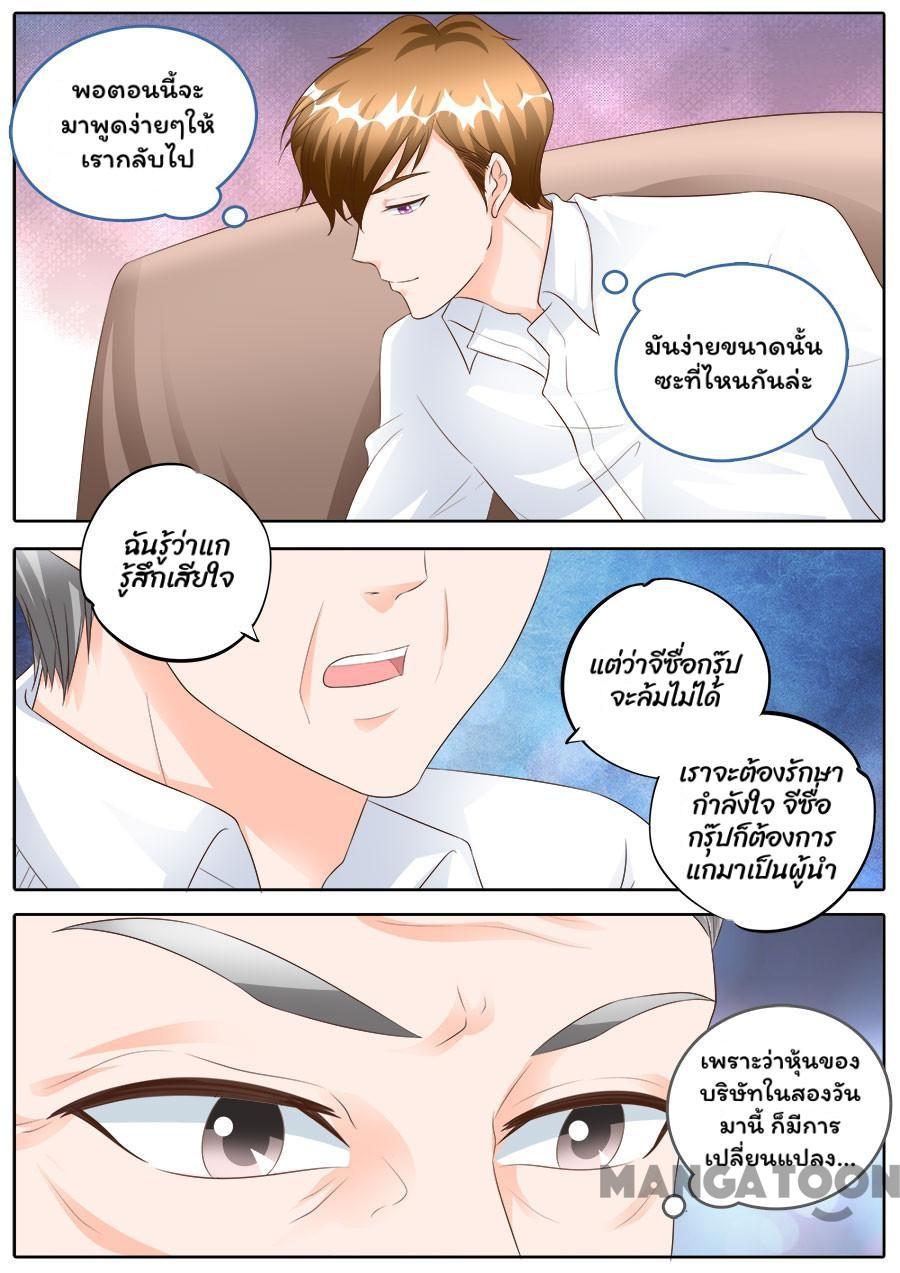 พอตอนนี้จะ
มาพูดง่ายๆให้
เรากลับไป
มันง่ายขนาดนั้น
ซะที่ไหนกันล่ะ
ฉันรู้ว่าแก
รู้สึกเสียใจ
แต่ว่าจีซื่อกรุ๊ป
จะล้มไม่ได้
เราจะต้องรักษา
กำลังใจ จีซื่อ
กรุ๊ปก็ต้องการ
แกมาเป็นผู้นำ
เพราะว่าหุ้นของ
บริษัทในสองวัน
มานี้ ก็มีการ
เปลี่ยนแปลง...
MANGATOON